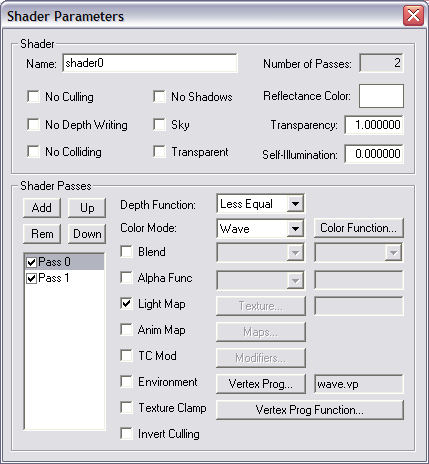 Shader Parameters
Shader
Name: shader0 Number of Passes: 2
No Culling No Shadows Reflectance Color:
No Depth Writing Sky Transparency: 1.000000
No Colliding Transparent Self-Illumination: 0.000000
Shader Passes
Add Up Depth Function: Less Equal
Rem Down Color Mode: Wave Color Function...
Pass 0 Blend
Pass 1 Alpha Func
Light Map Texture...
Anim Map Maps...
TC Mod Modifiers...
Environment Vertex Prog... wave.vp
Texture Clamp Vertex Prog Function...
Invert Culling